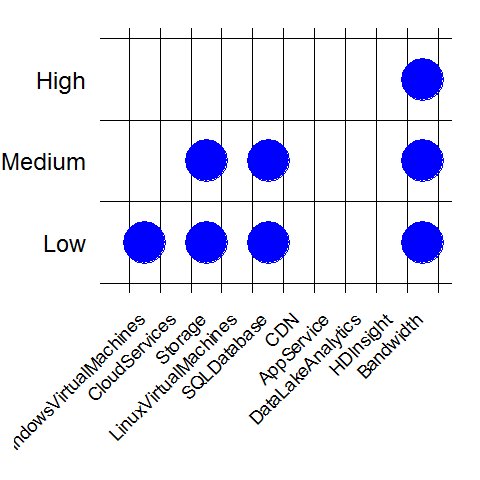 High
Medium
Low
ndowsVirtualMachines
CloudServices
Storage
LinuxVirtualMachines
SQLDatabase
CDN
AppService
DataLakeAnalytics
HDInsight
Bandwidth